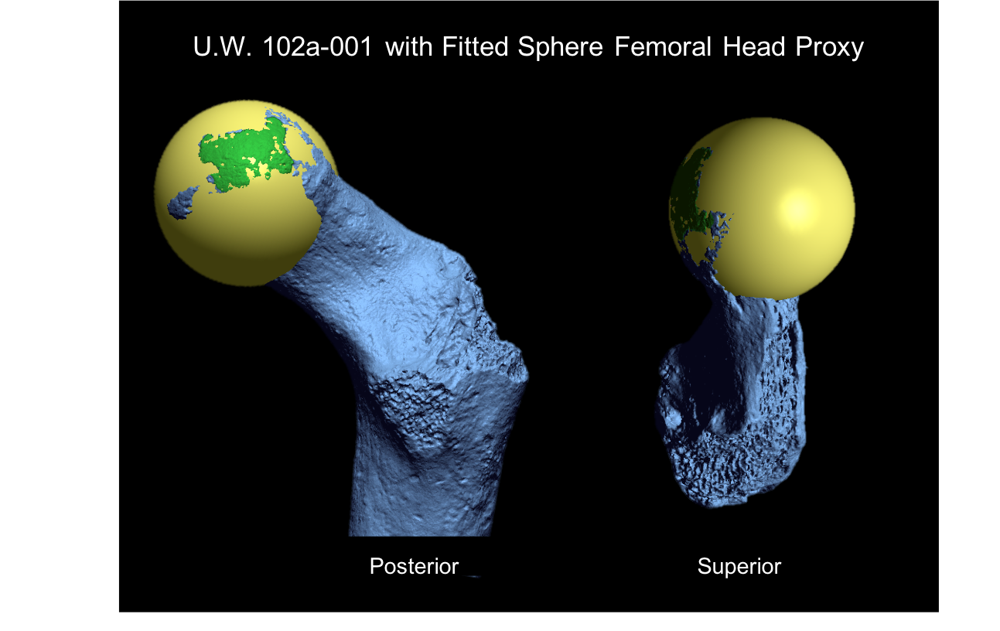 U.W. 102a-001 with Fitted Sphere Femoral Head Proxy
Posterior
Superior